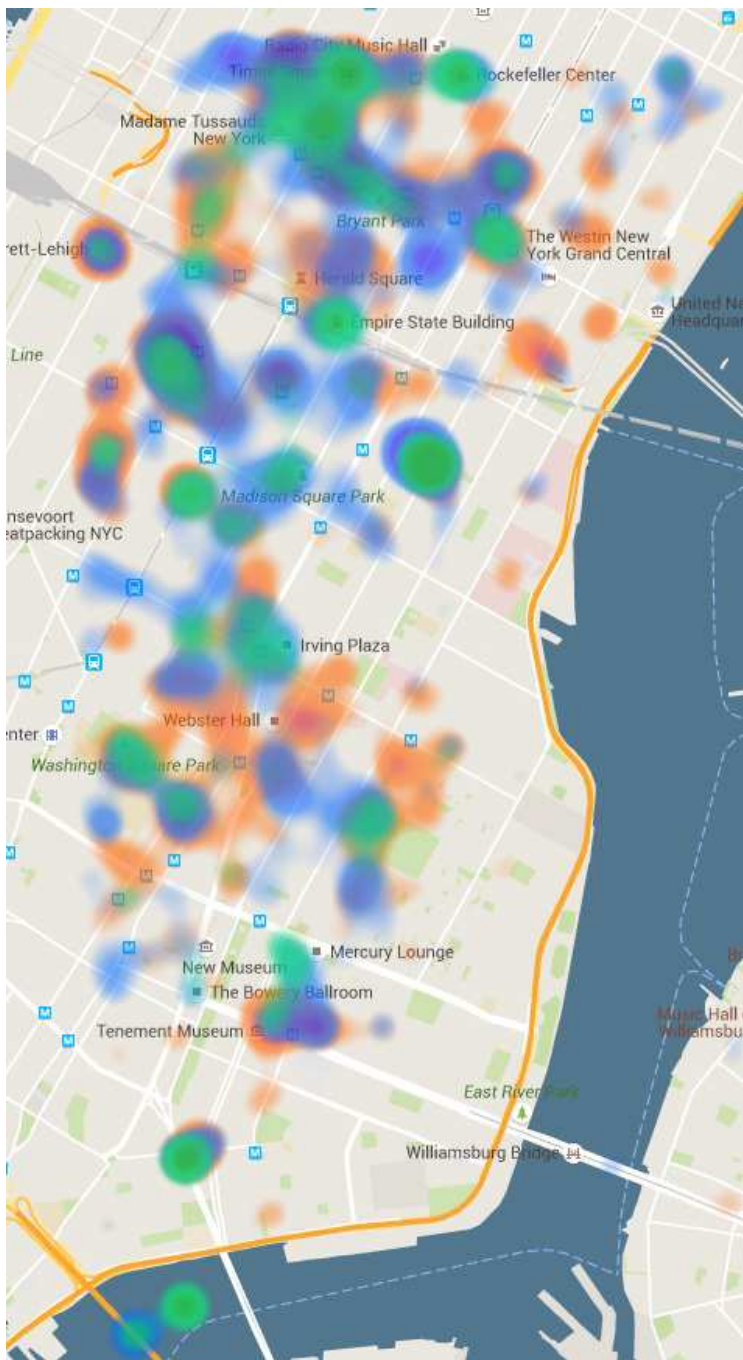 Radio City Music Hall
Rockefeller Center
Madame Tussauds
New York
Bryant Park
rett-Lehigh
The Westin New
York Grand Central
Herald Square
United Na
Headquar
Empire State Building
Line
Madison Square Park
nsevoort
eatpacking NYC
Irving Plaza
Webster Hall
enter
Washington Square Park
Mercury Lounge
New Museum
The Bowery Ballroom
Music Hall
Williamsbu
Tenement Museum
East River Park
Williamsburg Bridge